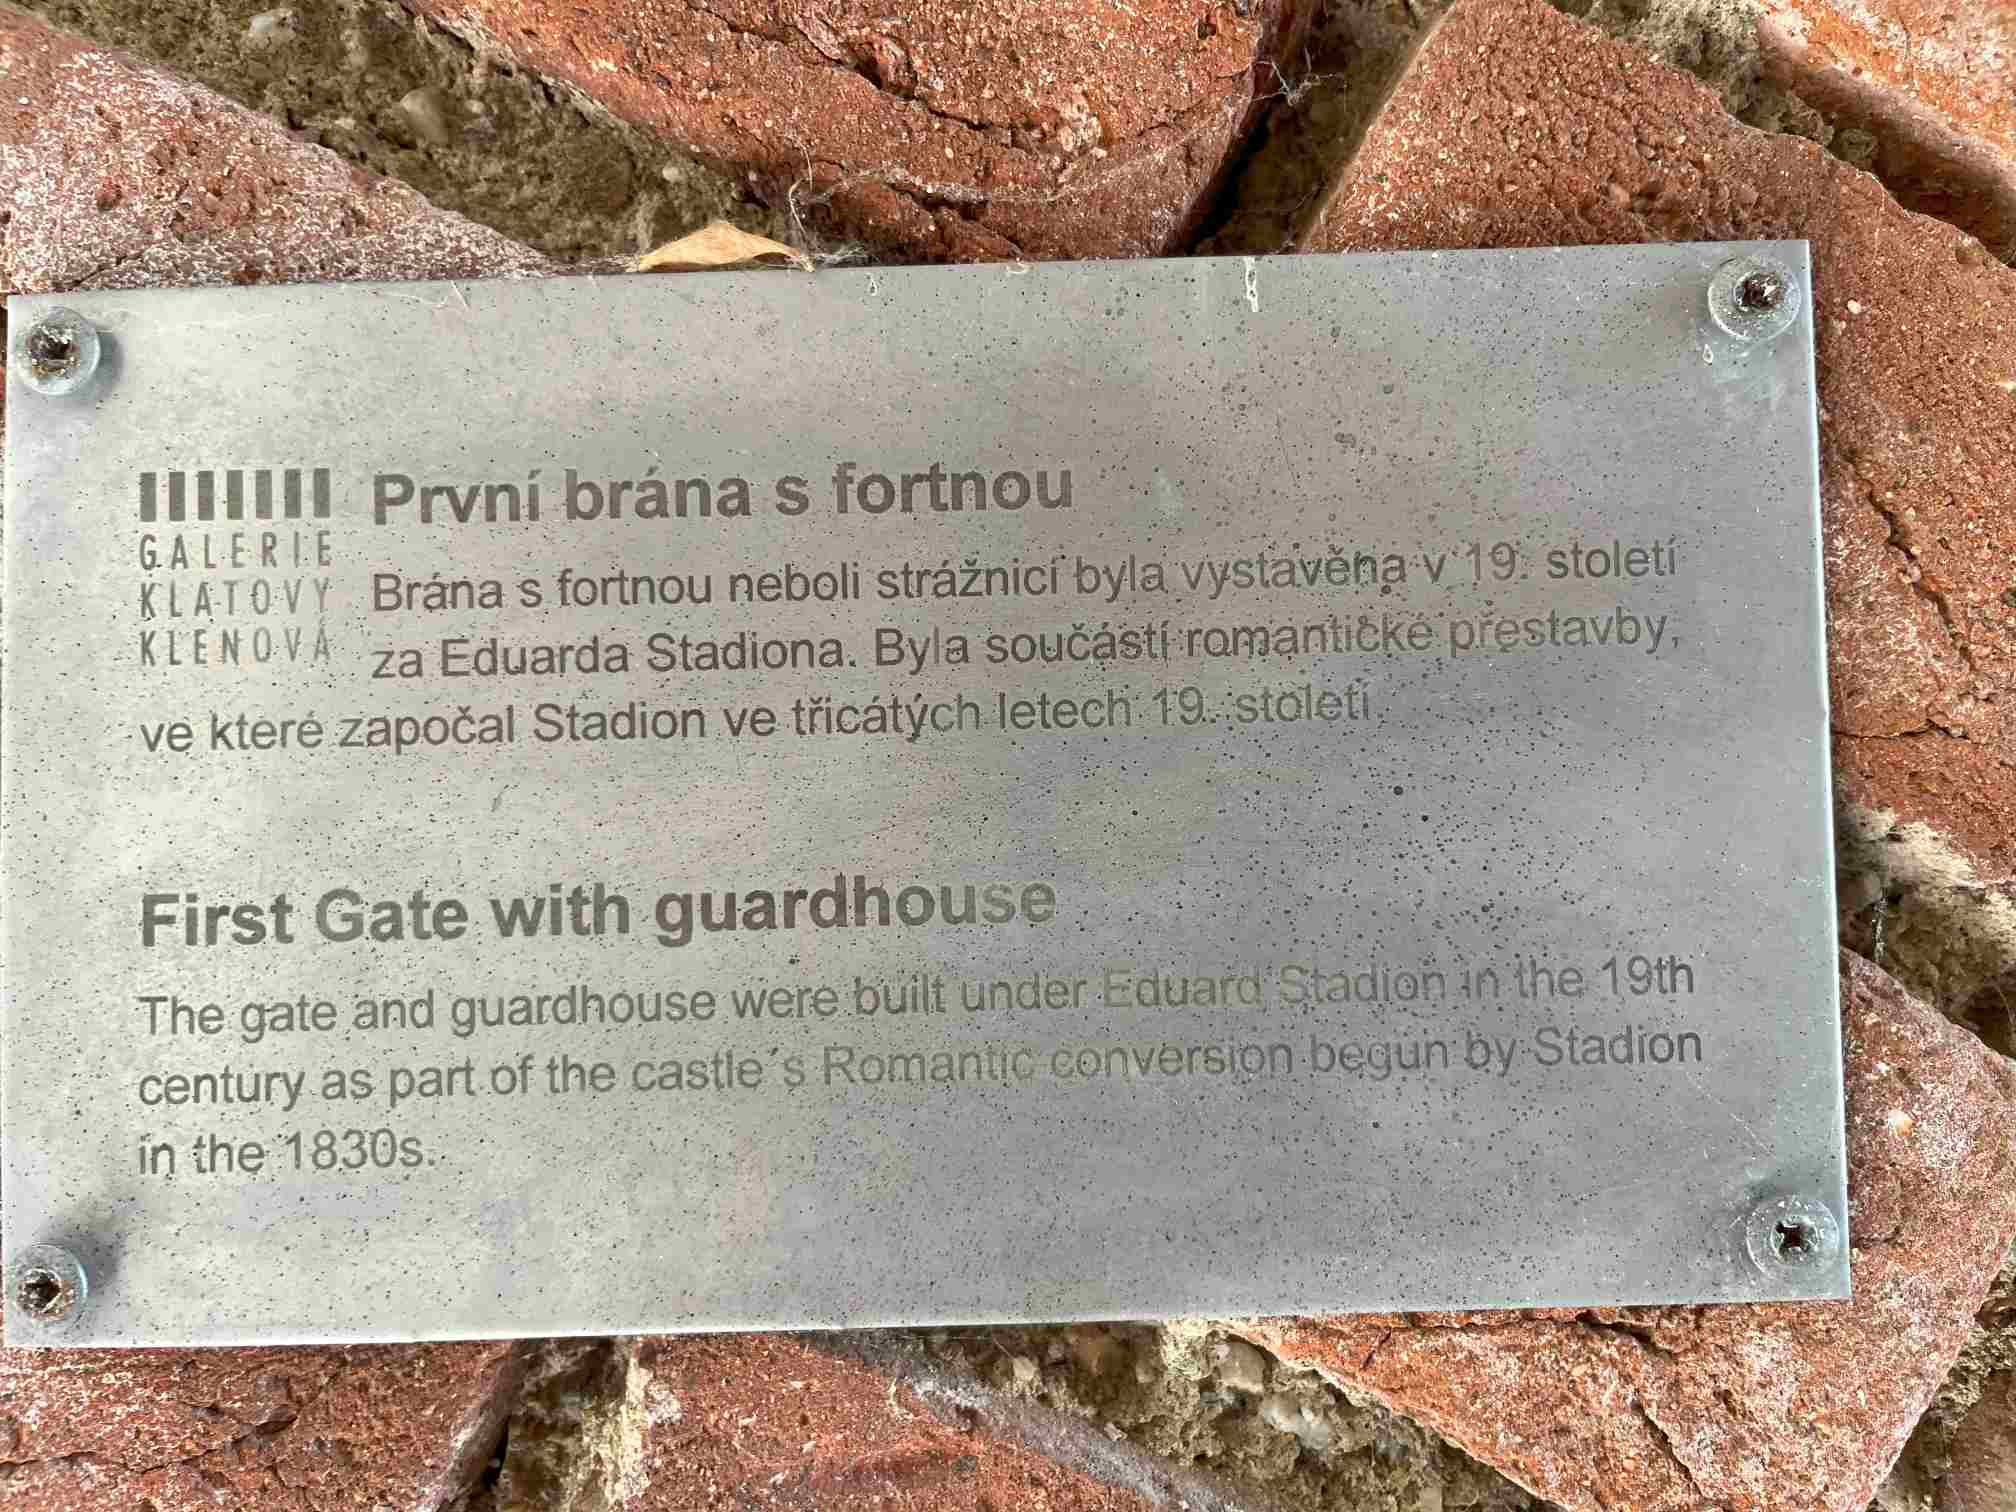 První brána s fortnou
GALERIE
KLATOVY
KLENOVÁ
Brána s fortnou neboli strážnicí byla vystavěna v 19. století
za Eduarda Stadiona. Byla součástí romantické přestavby,
ve které započal Stadion ve třicátých letech 19. století.
First Gate with guardhouse
The gate and guardhouse were built under Eduard Stadion in the 19th
century as part of the castle´s Romantic conversion begun by Stadion
in the 1830s.